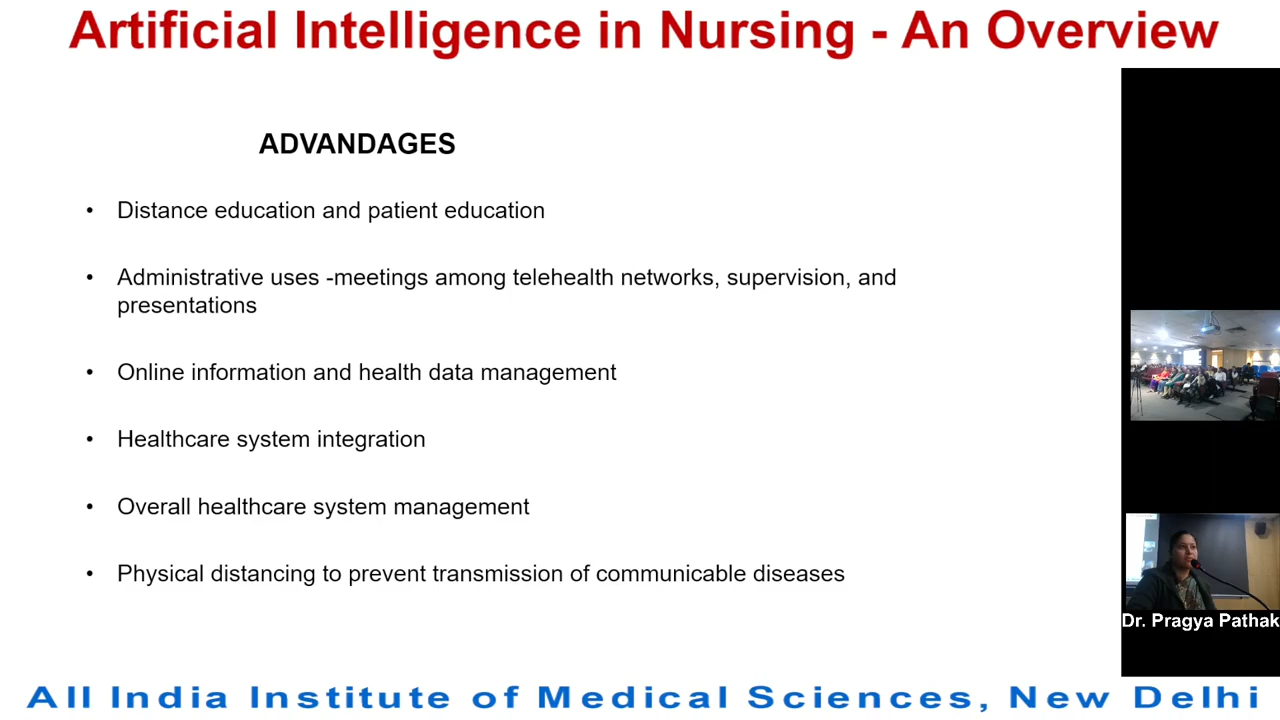 Artificial Intelligence in Nursing - An Overview
ADVANDAGES
• Distance education and patient education
• Administrative uses -meetings among telehealth networks, supervision, and
presentations
• Online information and health data management
• Healthcare system integration
• Overall healthcare system management
• Physical distancing to prevent transmission of communicable diseases
Dr. Pragya Pathak
All India Institute of Medical Sciences, New Delhi